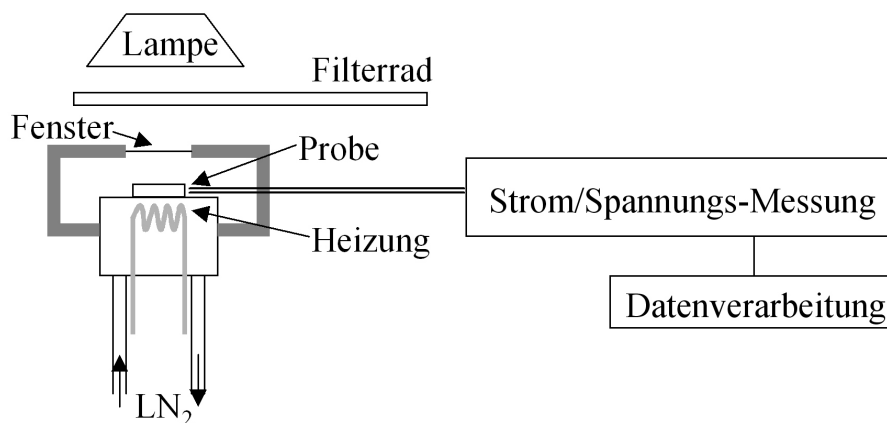 Lampe
Filterrad
Fenster
Probe
Strom/Spannungs-Messung
Heizung
Datenverarbeitung
LN₂